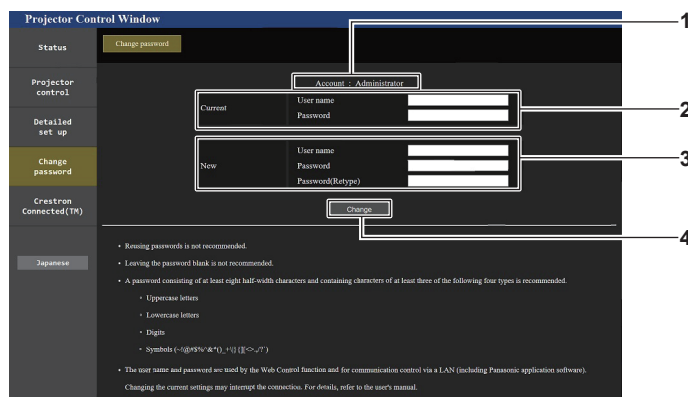 Projector Control Window
1
Status
Change password
Projector
control
Account : Administrator
Current
User name
Password
2
Detailed
set up
New
User name
Password
Password(Retype)
3
Change
password
Crestron
Connected(TM)
Change
4
Japanese
• Reusing passwords is not recommended.
• Leaving the password blank is not recommended.
• A password consisting of at least eight half-width characters and containing characters of at least three of the following four types is recommended.
• Uppercase letters
• Lowercase letters
• Digits
• Symbols
• The user name and password are used by the Web Control function and for communication control via a LAN (including Panasonic application software).
Changing the current settings may interrupt the connection. For details, refer to the user's manual.